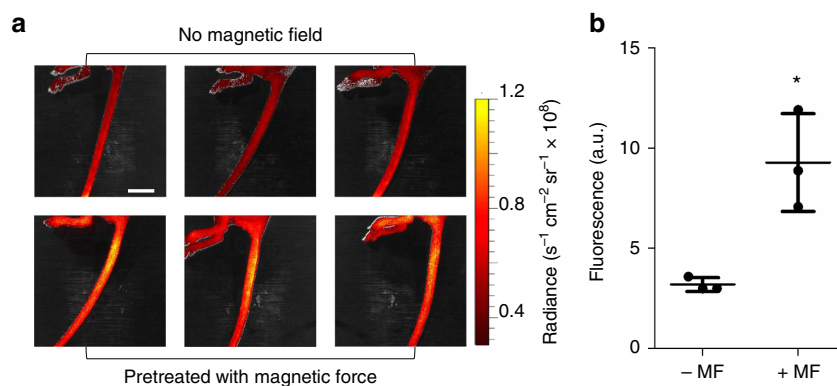 a
No magnetic field
1.2
0.8
0.4
Radiance (s⁻¹ cm⁻² sr⁻¹ × 10⁸)
Pretreated with magnetic force
b
15
10
5
0
Fluorescence (a.u.)
*
– MF
+ MF